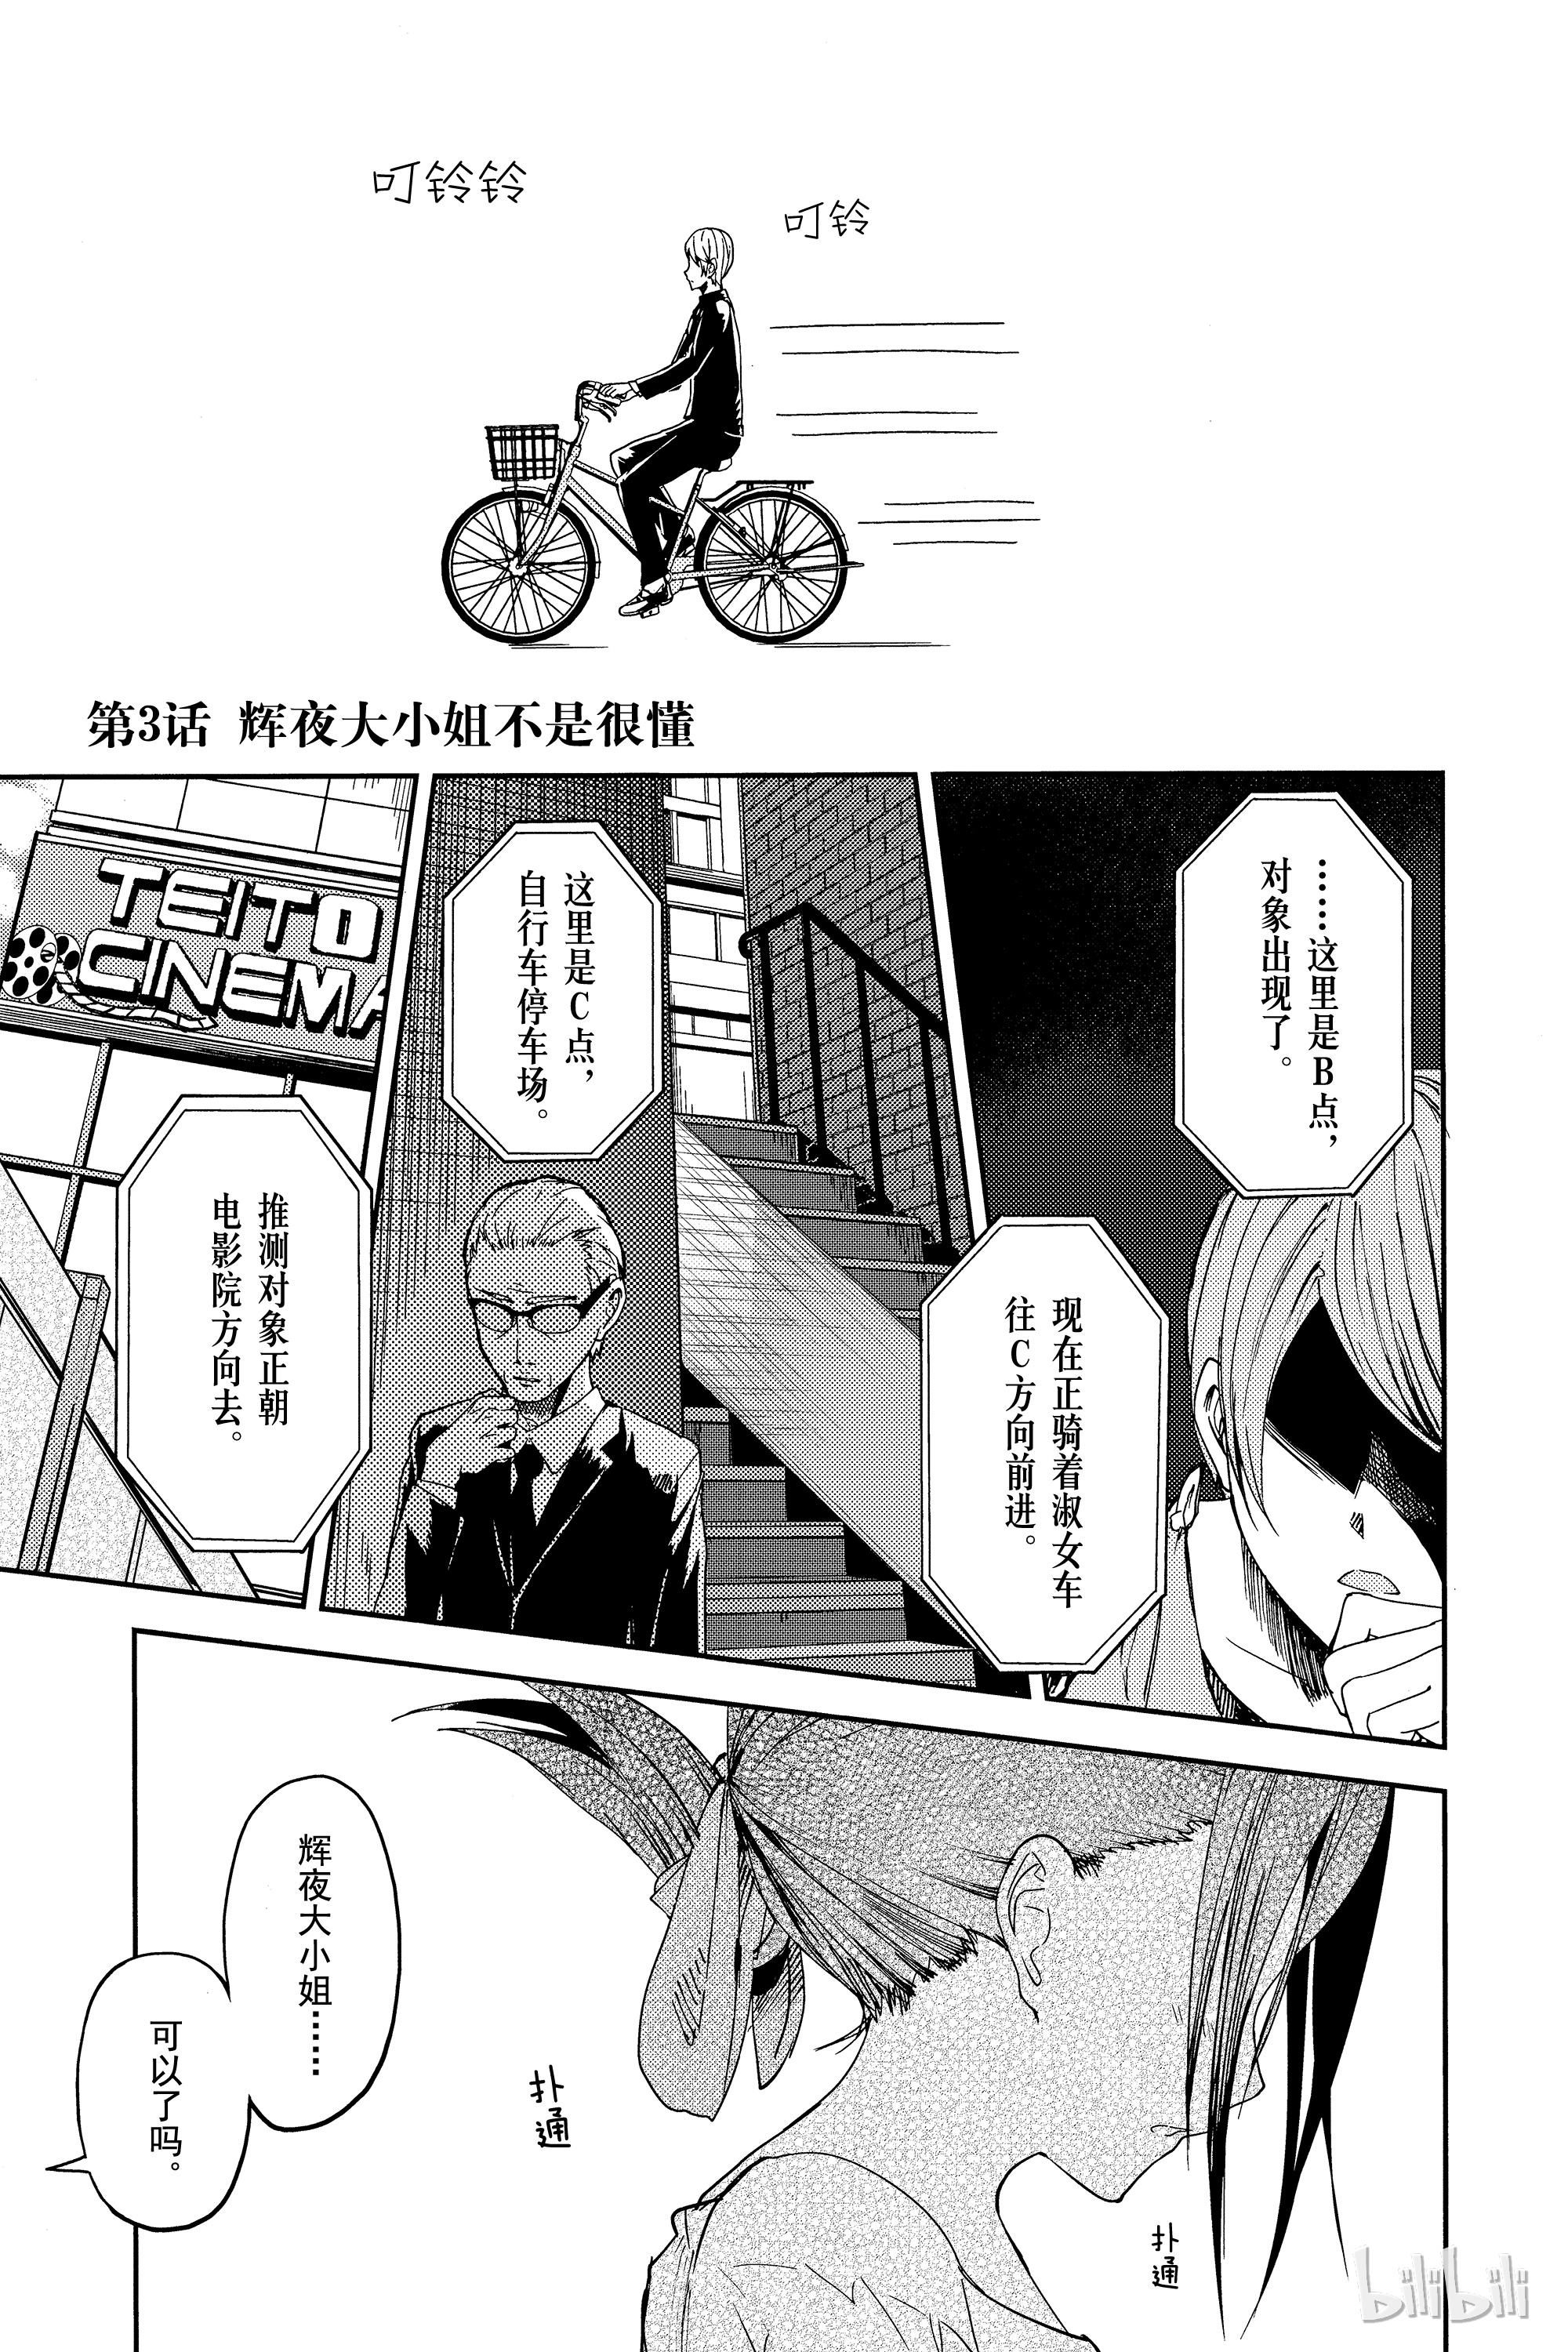 叮铃铃
叮铃
第3话 辉夜大小姐不是很懂
……这里是B点，
对象出现了。
现在正骑着淑女车
往C方向前进。
这里是C点，
自行车停车场。
TEITO
CINEMA
推测对象正朝
电影院方向去。
辉夜大小姐……
可以了吗。
扑通
扑通
bilibili